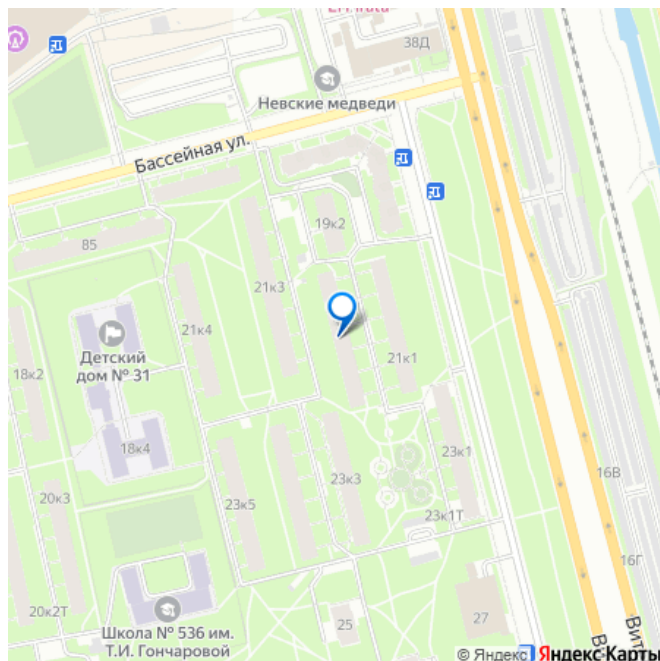 38Д
Невские медведи
Бассейная ул.
19к2
85
21к3
21к4
21к1
Детский
дом № 31
18к2
18к4
23к1
23к3
16В
20к3
23к5
23к1Т
16Г
20к2Т
25
27
Школа № 536 им.
Т.И. Гончаровой
Вит
© Яндекс
Яндекс Карты